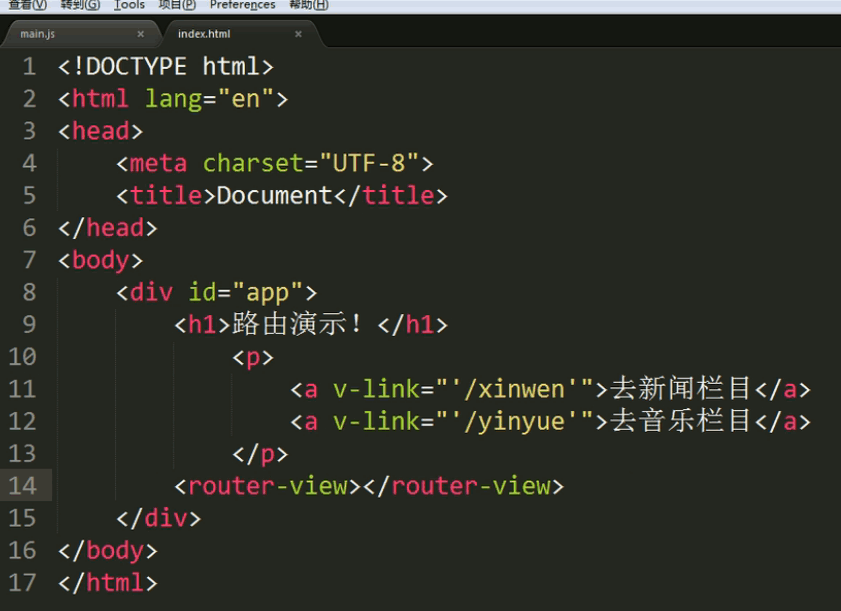 查看(V) 转到(G) Tools 项目(P) Preferences 帮助(H)
main.js × index.html ×
1 <!DOCTYPE html>
2 <html lang="en">
3 <head>
4 <meta charset="UTF-8">
5 <title>Document</title>
6 </head>
7 <body>
8 <div id="app">
9 <h1>路由演示！</h1>
10 <p>
11 <a v-link="'/xinwen'">去新闻栏目</a>
12 <a v-link="'/yinyue'">去音乐栏目</a>
13 </p>
14 <router-view></router-view>
15 </div>
16 </body>
17 </html>